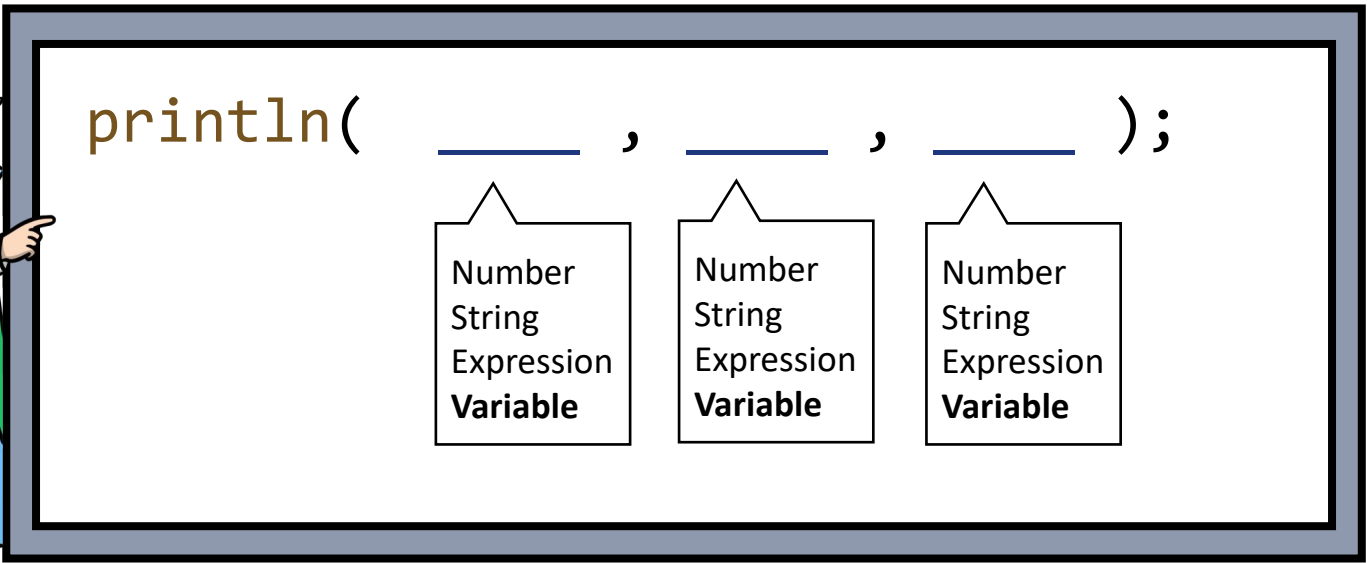 println( ____ , ____ , ____ );
Number
String
Expression
Variable
Number
String
Expression
Variable
Number
String
Expression
Variable